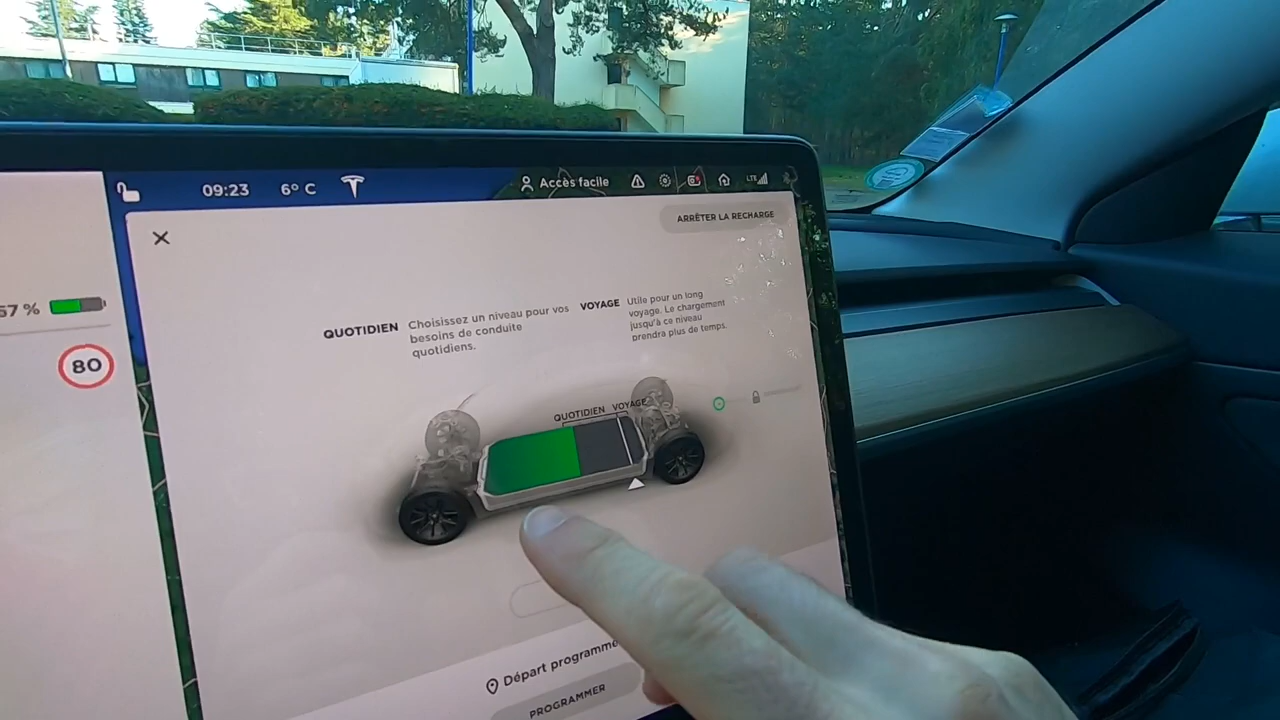 09:23 6° C Accès facile LTE
ARRÊTER LA RECHARGE
57 %
80
QUOTIDIEN Choisissez un niveau pour vos
besoins de conduite
quotidiens.
VOYAGE Utile pour un long
voyage. Le chargement
jusqu'à ce niveau
prendra plus de temps.
QUOTIDIEN VOYAGE
Départ programmé
PROGRAMMER